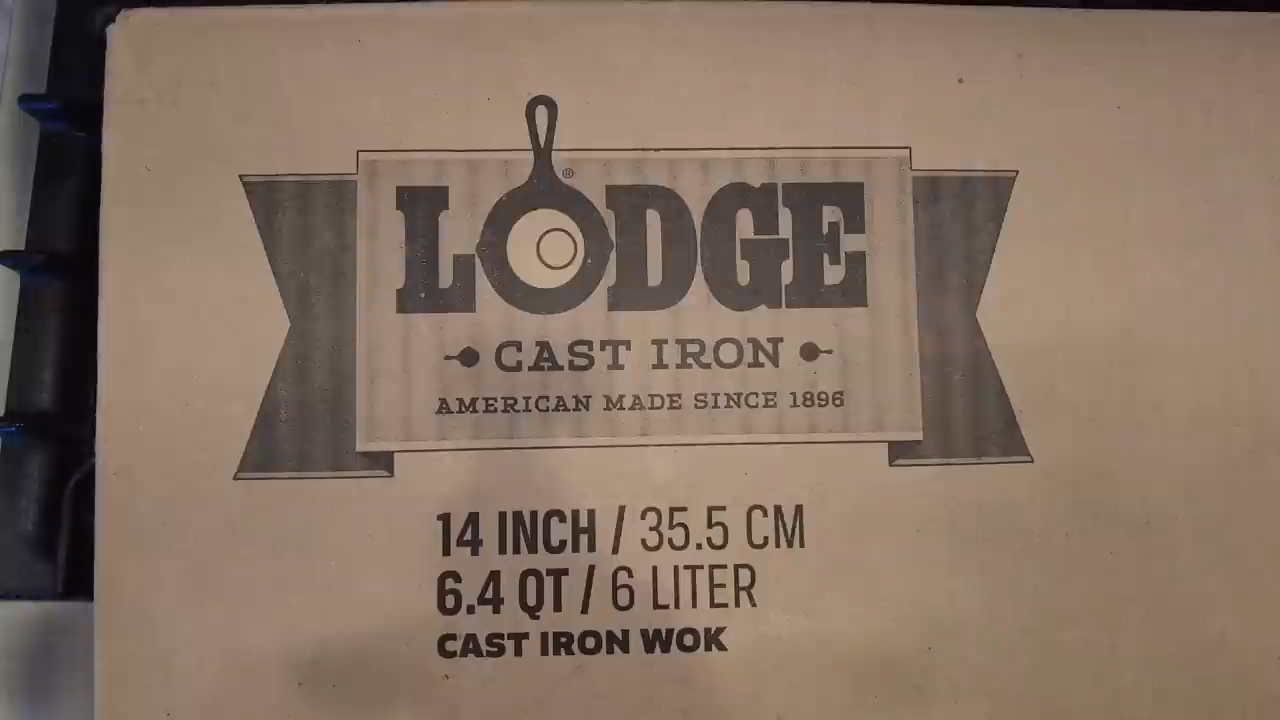 LODGE®
CAST IRON
AMERICAN MADE SINCE 1896
14 INCH / 35.5 CM
6.4 QT / 6 LITER
CAST IRON WOK